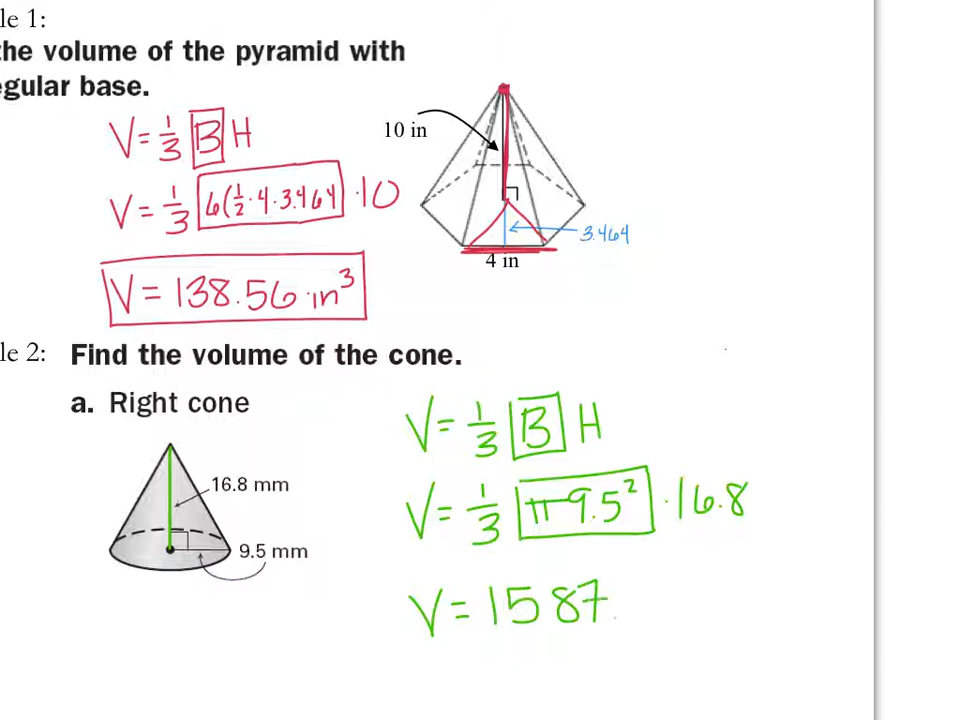 le 1:
the volume of the pyramid with
egular base.
V = 1/3 B H
10 in
V = 1/3 6(1/2 · 4 · 3.464 · 10
3.464
4 in
V = 138.56 in³
le 2: Find the volume of the cone.
a. Right cone
V = 1/3 B H
16.8 mm
V = 1/3 π 9.5² · 16.8
9.5 mm
V = 1587.